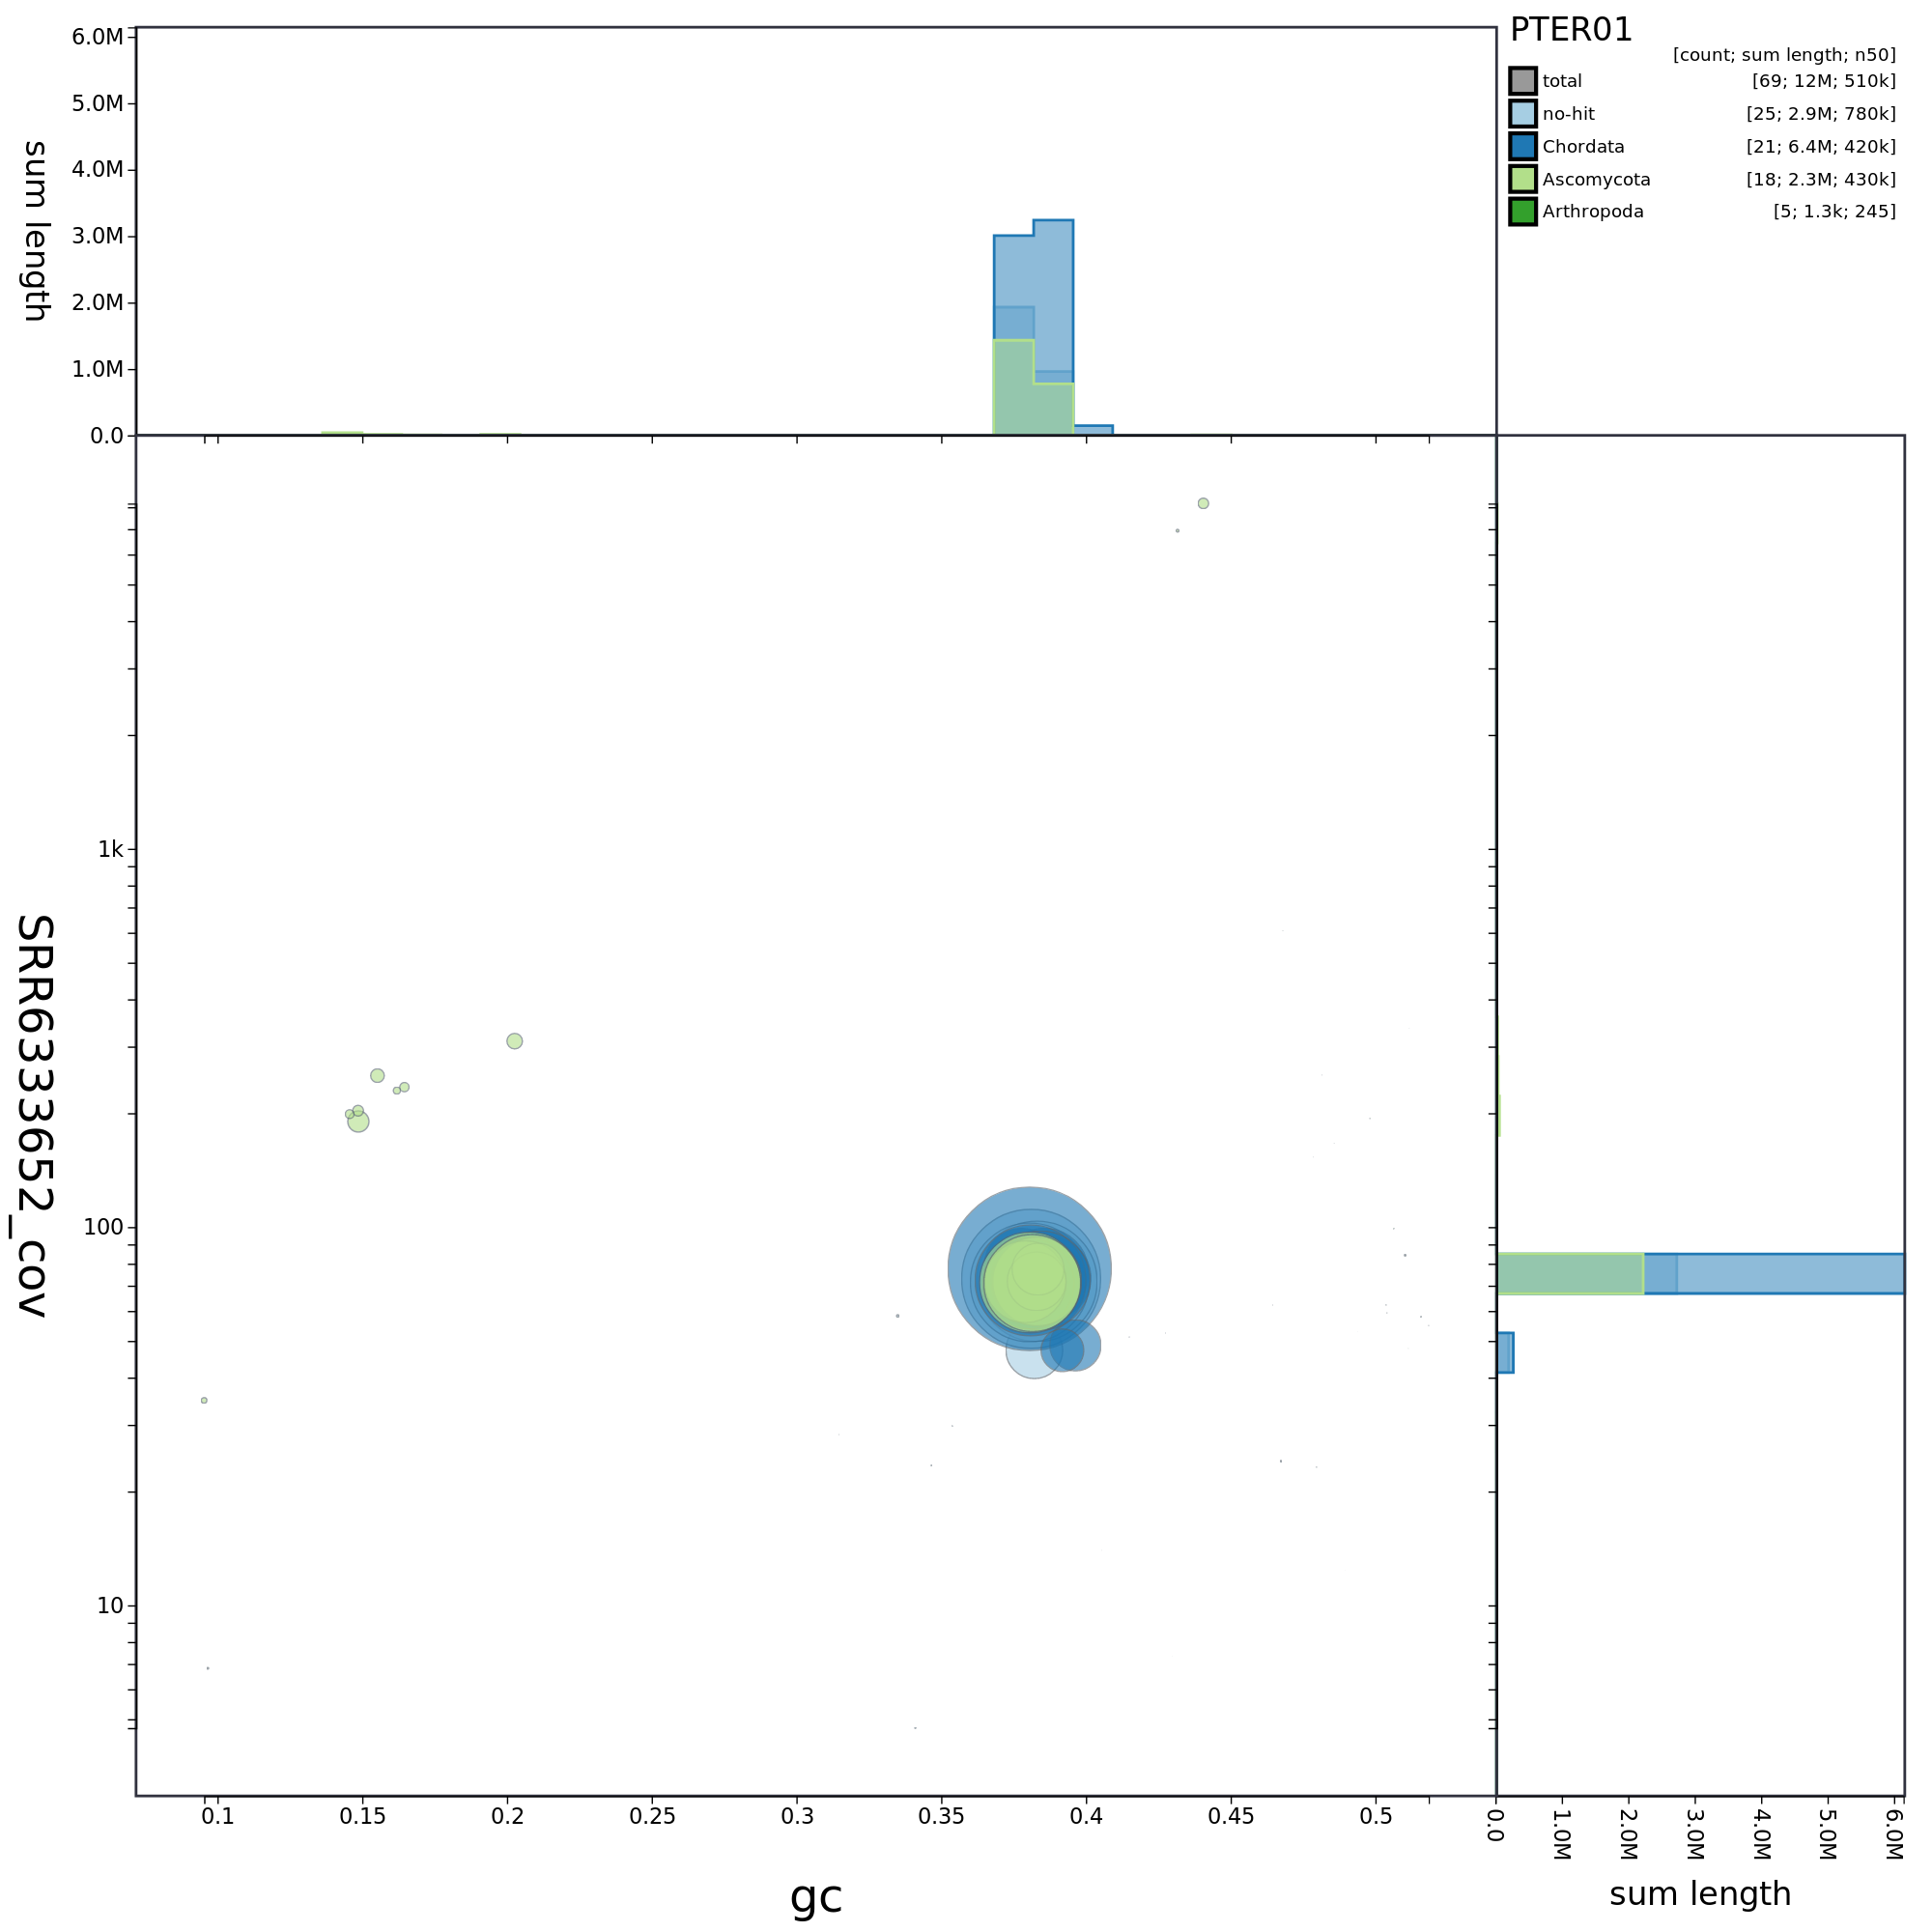 PTER01
[count; sum length; n50]
total [69; 12M; 510k]
no-hit [25; 2.9M; 780k]
Chordata [21; 6.4M; 420k]
Ascomycota [18; 2.3M; 430k]
Arthropoda [5; 1.3k; 245]
sum length
6.0M
5.0M
4.0M
3.0M
2.0M
1.0M
0.0
SRR6333652_cov
1k
100
10
0.1 0.15 0.2 0.25 0.3 0.35 0.4 0.45 0.5
gc
0.0 1.0M 2.0M 3.0M 4.0M 5.0M 6.0M
sum length